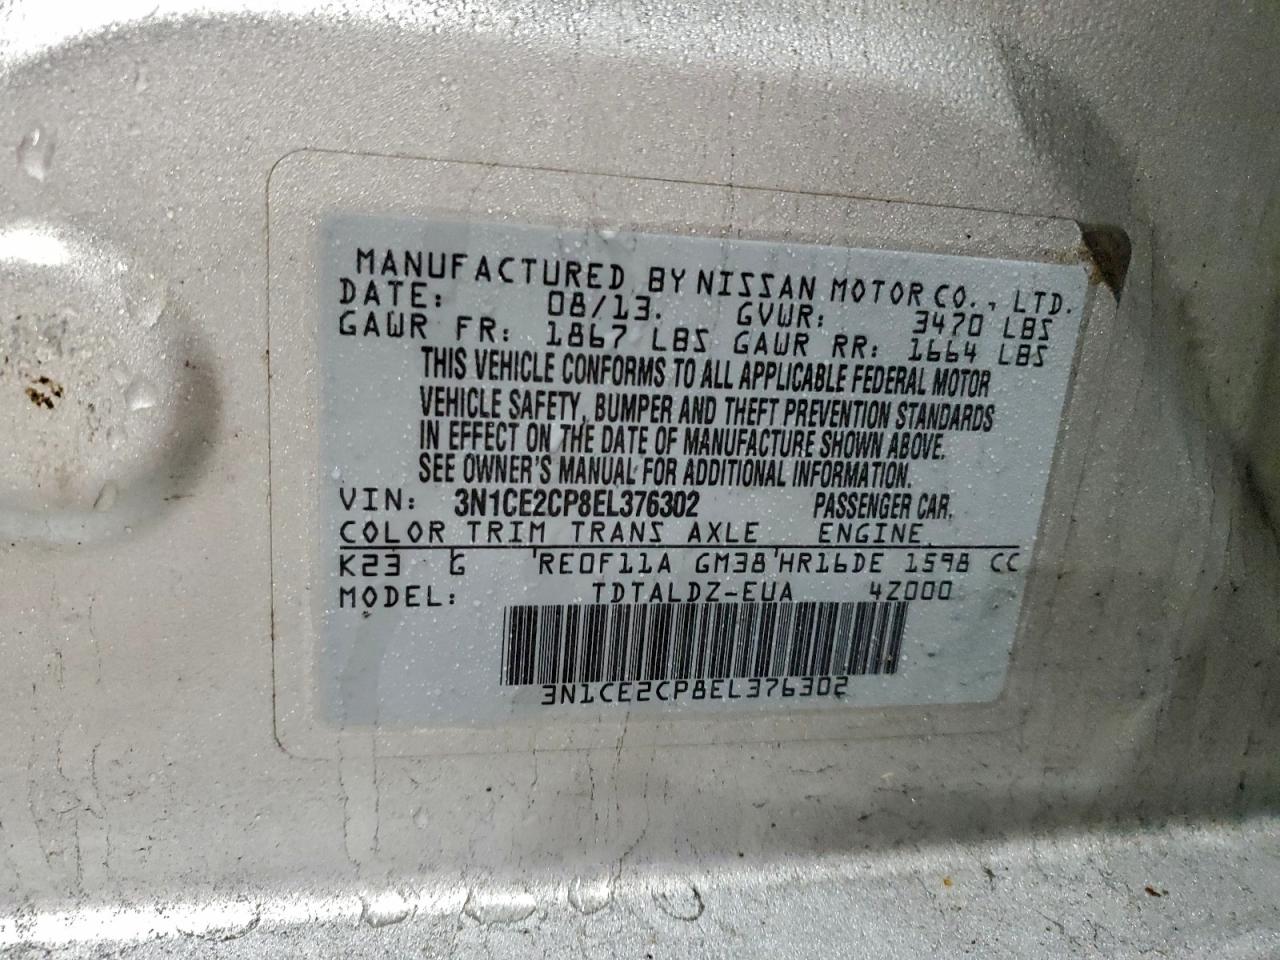 MANUFACTURED BY NISSAN MOTOR CO., LTD.
DATE: 08/13. GVWR: 3470 LBS
GAWR FR: 1867 LBS GAWR RR: 1664 LBS
THIS VEHICLE CONFORMS TO ALL APPLICABLE FEDERAL MOTOR
VEHICLE SAFETY, BUMPER AND THEFT PREVENTION STANDARDS
IN EFFECT ON THE DATE OF MANUFACTURE SHOWN ABOVE.
SEE OWNER'S MANUAL FOR ADDITIONAL INFORMATION.
VIN: 3N1CE2CP8EL376302 PASSENGER CAR.
COLOR TRIM TRANS AXLE ENGINE
K23 G RE0F11A GM38 HR16DE 1598 CC
MODEL: TDTALDZ-EUA 4Z000
3N1CE2CP8EL376302